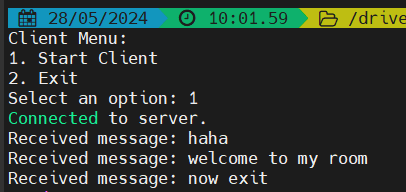 28/05/2024 10:01.59 /drive
Client Menu:
1. Start Client
2. Exit
Select an option: 1
Connected to server.
Received message: haha
Received message: welcome to my room
Received message: now exit